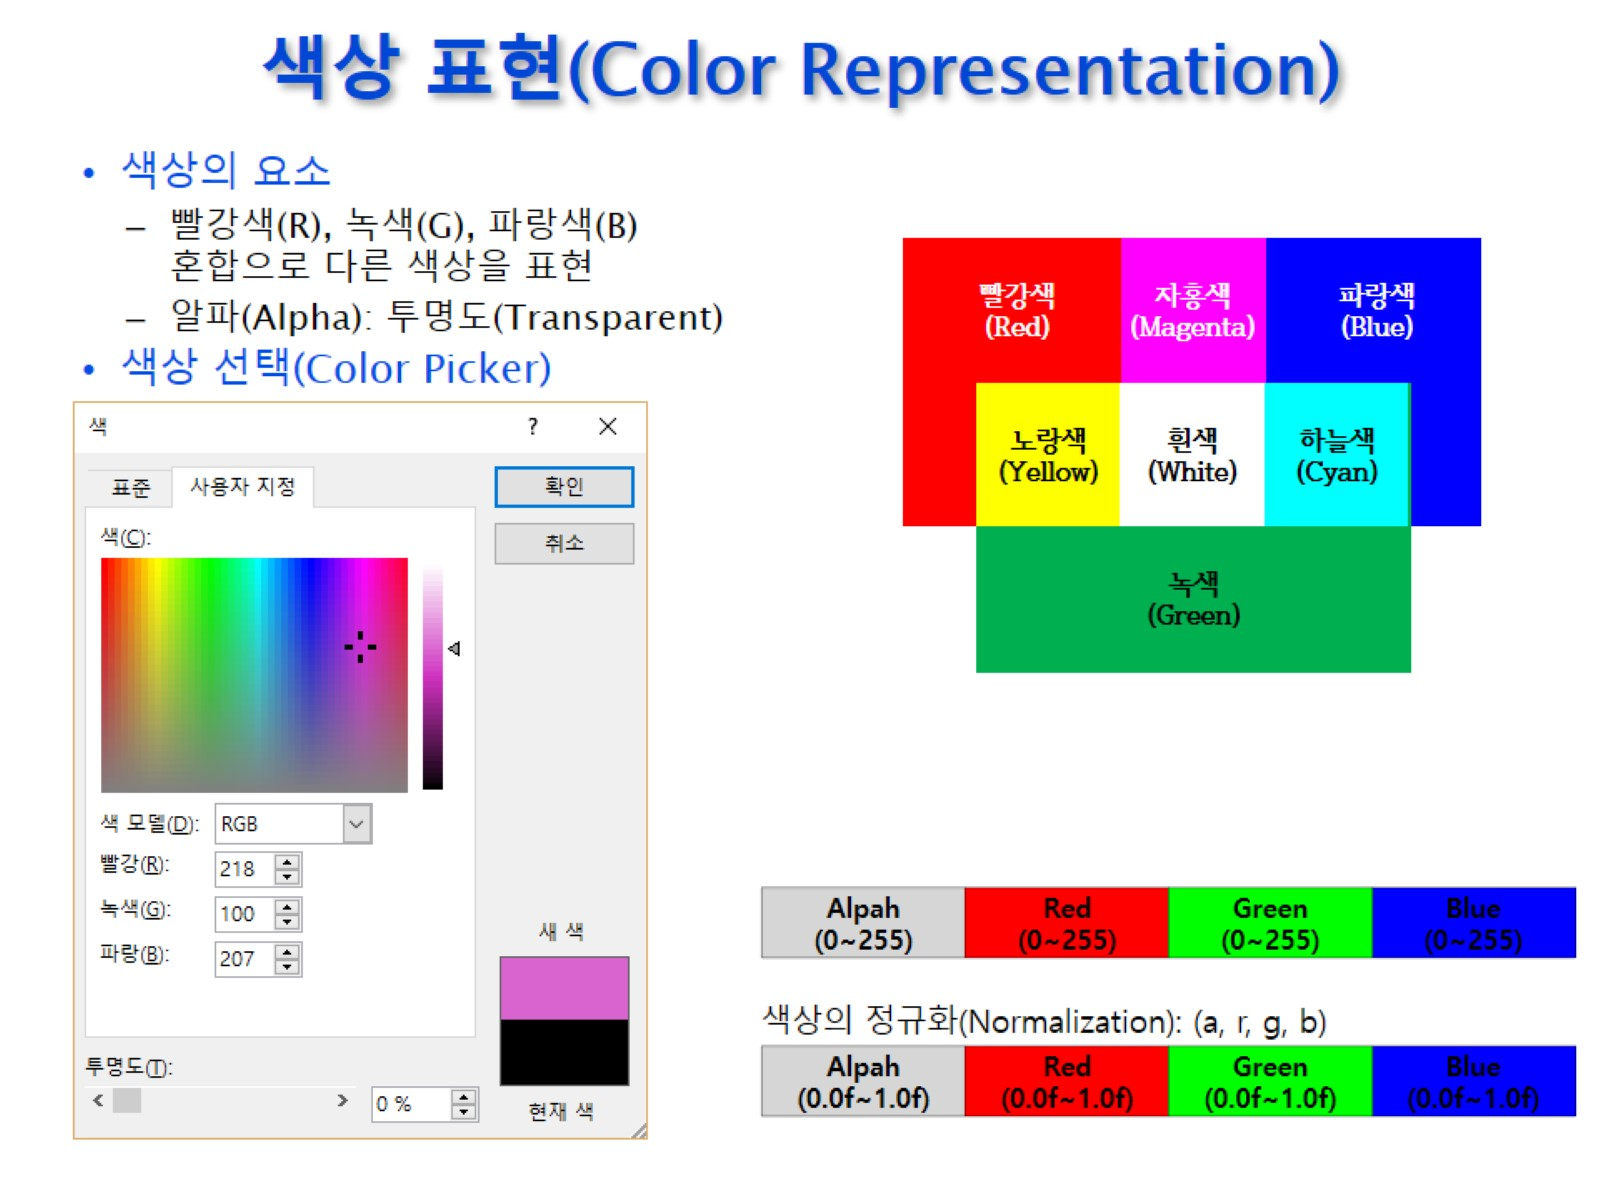 색상 표현(Color Representation)
• 색상의 요소
– 빨강색(R), 녹색(G), 파랑색(B)
혼합으로 다른 색상을 표현
– 알파(Alpha): 투명도(Transparent)
• 색상 선택(Color Picker)
색 ?
표준 사용자 지정
확인
취소
색(C):
색 모델(D): RGB
빨강(R): 218
녹색(G): 100
파랑(B): 207
새 색
현재 색
투명도(T):
0 %
빨강색
(Red)
자홍색
(Magenta)
파랑색
(Blue)
노랑색
(Yellow)
흰색
(White)
하늘색
(Cyan)
녹색
(Green)
Alpah Red Green Blue
(0~255) (0~255) (0~255) (0~255)
색상의 정규화(Normalization): (a, r, g, b)
Alpah Red Green Blue
(0.0f~1.0f) (0.0f~1.0f) (0.0f~1.0f) (0.0f~1.0f)